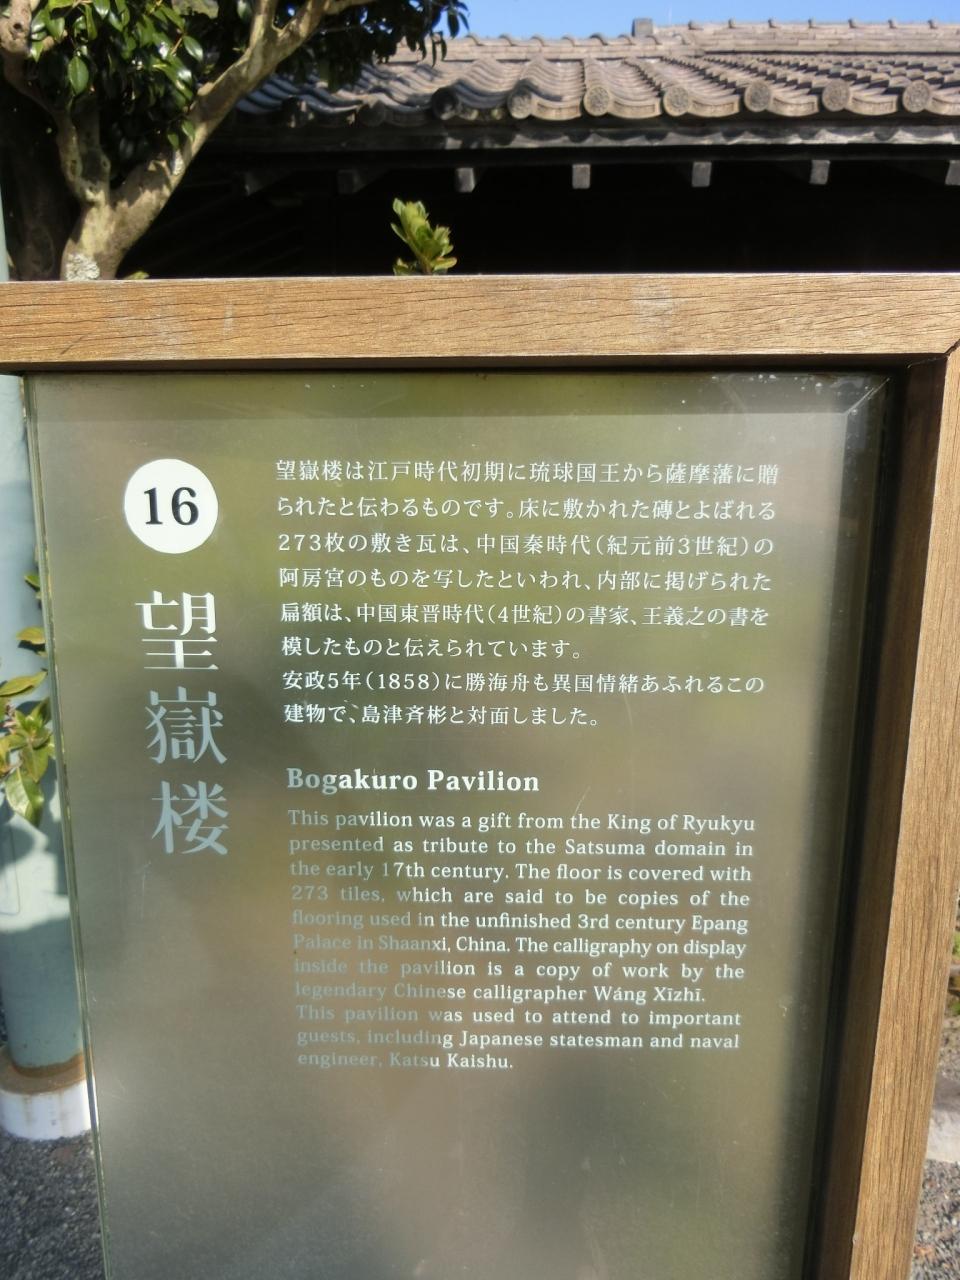 16
望嶽楼
望嶽楼は江戸時代初期に琉球国王から薩摩藩に贈
られたと伝わるものです。床に敷かれた磚とよばれる
273枚の敷き瓦は、中国秦時代(紀元前3世紀)の
阿房宮のものを写したといわれ、内部に掲げられた
扁額は、中国東晋時代(4世紀)の書家、王義之の書を
模したものと伝えられています。
安政5年(1858)に勝海舟も異国情緒あふれるこの
建物で、島津斉彬と対面しました。
Bogakuro Pavilion
This pavilion was a gift from the King of Ryukyu
presented as tribute to the Satsuma domain in
the early 17th century. The floor is covered with
273 tiles, which are said to be copies of the
flooring used in the unfinished 3rd century Epang
Palace in Shaanxi, China. The calligraphy on display
inside the pavilion is a copy of work by the
legendary Chinese calligrapher Wáng Xīzhī.
This pavilion was used to attend to important
guests, including Japanese statesman and naval
engineer, Katsu Kaishu.